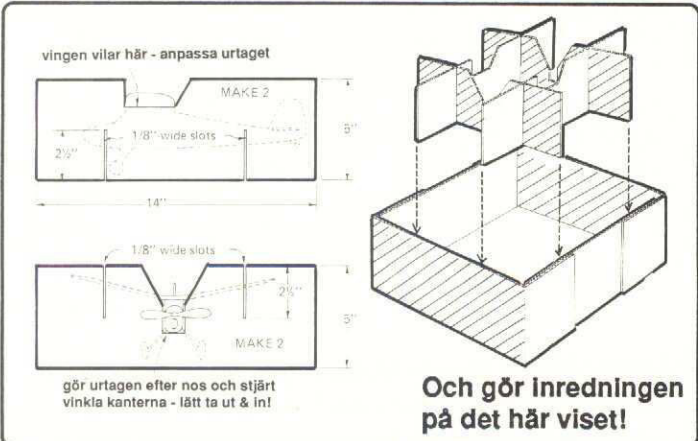 vingen vilar här - anpassa urtaget
MAKE 2
1/8"-wide slots
2½"
5"
14"
1/8" wide slots
2½"
5"
MAKE 2
gör urtagen efter nos och stjärt
vinkla kanterna - lätt ta ut & in!
Och gör inredningen
på det här viset!